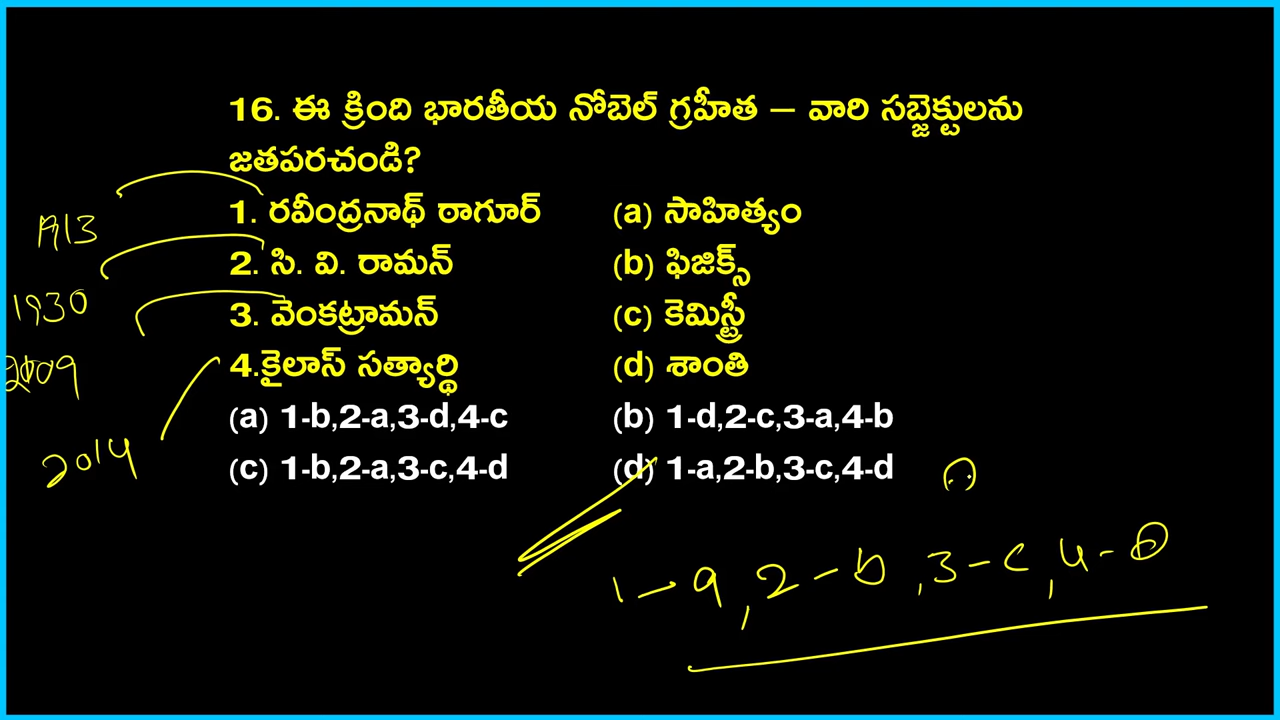 16. ఈ క్రింది భారతీయ నోబెల్ గ్రహీత – వారి సబ్జెక్టులను
జతపరచండి?
1. రవీంద్రనాథ్ ఠాగూర్ (a) సాహిత్యం
1913
2. సి. వి. రామన్ (b) ఫిజిక్స్
1930
3. వెంకట్రామన్ (c) కెమిస్ట్రీ
2009
4.కైలాస్ సత్యార్థి (d) శాంతి
(a) 1-b,2-a,3-d,4-c (b) 1-d,2-c,3-a,4-b
2014
(c) 1-b,2-a,3-c,4-d (d) 1-a,2-b,3-c,4-d
1-a,2-b,3-c,4-D